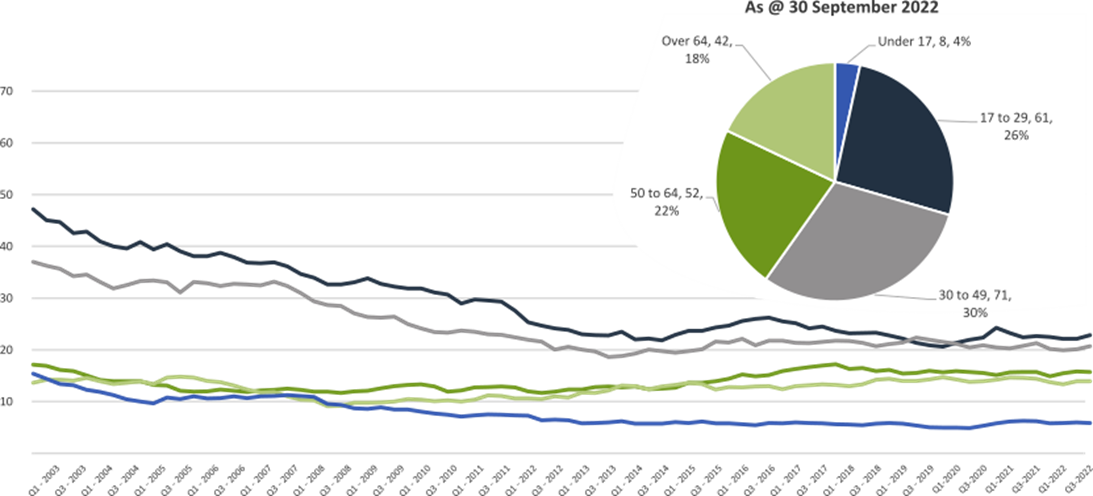 As @ 30 September 2022
Over 64, 42,
18%
Under 17, 8, 4%
17 to 29, 61,
26%
50 to 64, 52,
22%
30 to 49, 71,
30%
70
60
50
40
30
20
10
Q1 - 2003
Q3 - 2003
Q1 - 2004
Q3 - 2004
Q1 - 2005
Q3 - 2005
Q1 - 2006
Q3 - 2006
Q1 - 2007
Q3 - 2007
Q1 - 2008
Q3 - 2008
Q1 - 2009
Q3 - 2009
Q1 - 2010
Q3 - 2010
Q1 - 2011
Q3 - 2011
Q1 - 2012
Q3 - 2012
Q1 - 2013
Q3 - 2013
Q1 - 2014
Q3 - 2014
Q1 - 2015
Q3 - 2015
Q1 - 2016
Q3 - 2016
Q1 - 2017
Q3 - 2017
Q1 - 2018
Q3 - 2018
Q1 - 2019
Q3 - 2019
Q1-2020
Q3-2020
Q1-2021
Q3-2021
Q1-2022
Q3-2022